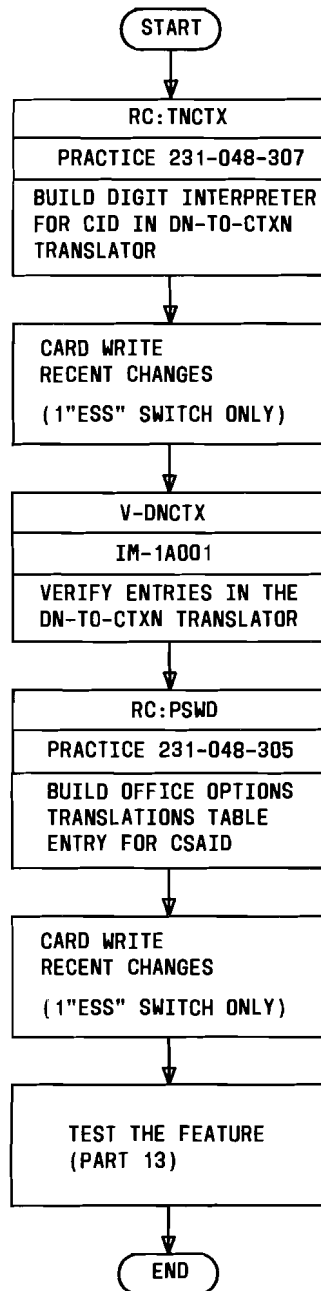 START
RC:TNCTX
PRACTICE 231-048-307
BUILD DIGIT INTERPRETER
FOR CID IN DN-TO-CTXN
TRANSLATOR
CARD WRITE
RECENT CHANGES
(1"ESS" SWITCH ONLY)
V-DNCTX
IM-1A001
VERIFY ENTRIES IN THE
DN-TO-CTXN TRANSLATOR
RC:PSWD
PRACTICE 231-048-305
BUILD OFFICE OPTIONS
TRANSLATIONS TABLE
ENTRY FOR CSAID
CARD WRITE
RECENT CHANGES
(1"ESS" SWITCH ONLY)
TEST THE FEATURE
(PART 13)
END